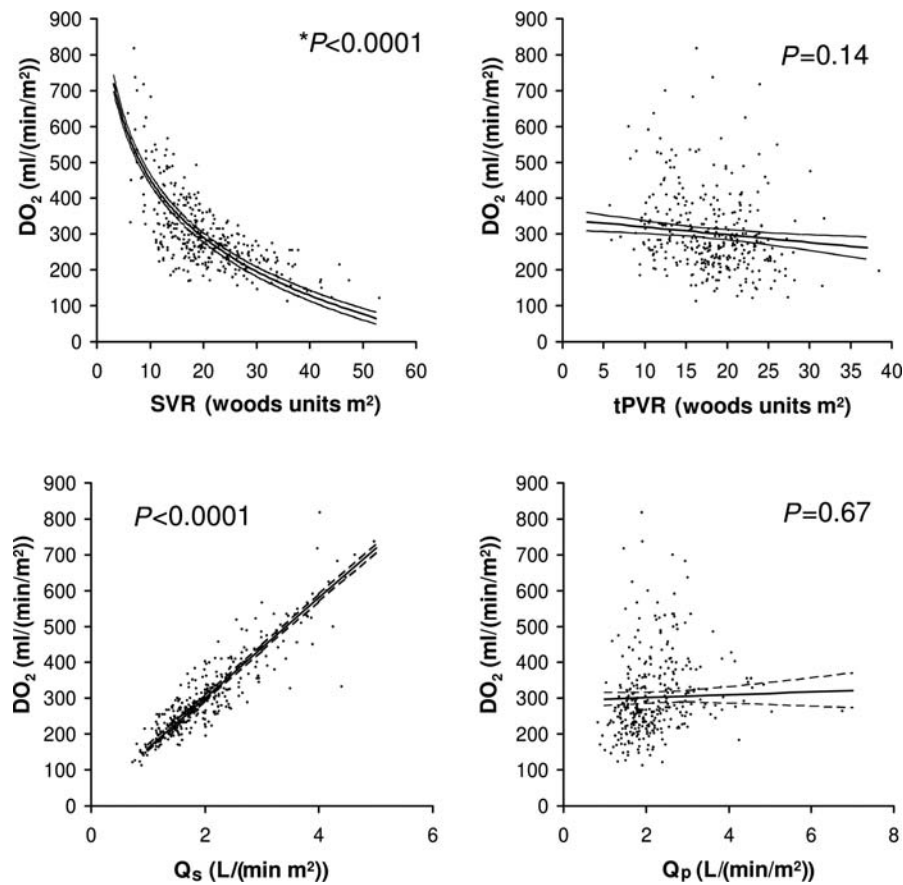 900
800
700
600
500
400
300
200
100
0
DO₂ (ml/(min/m²))
*P<0.0001
0 10 20 30 40 50 60
SVR (woods units m²)
900
800
700
600
500
400
300
200
100
0
DO₂ (ml/(min/m²))
P=0.14
0 5 10 15 20 25 30 35 40
tPVR (woods units m²)
900
800
700
600
500
400
300
200
100
0
DO₂ (ml/(min/m²))
P<0.0001
0 2 4 6
Qₛ (L/(min m²)
900
800
700
600
500
400
300
200
100
0
DO₂ (ml/(min/m²))
P=0.67
0 1 2 3 4 5 6 7 8
Qₚ (L/(min/m²)